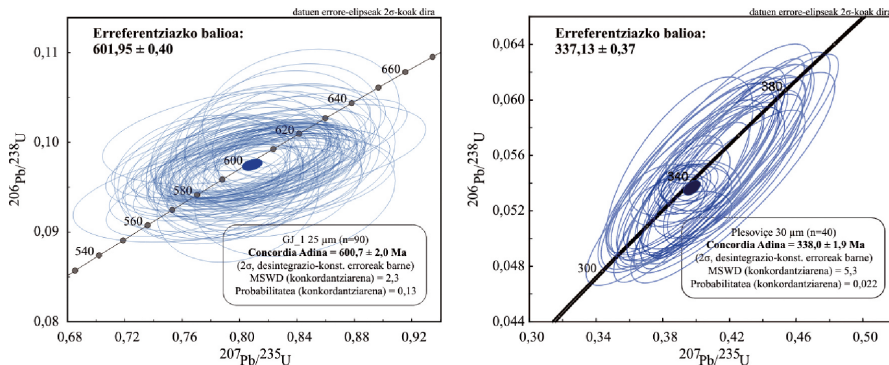 datuen errore-elipseak 2σ-koak dira
Erreferentziazko balioa:
601,95 ± 0,40
0,11
0,10
0,09
0,08
206Pb/238U
540
560
580
600
620
640
660
GJ_1 25 µm (n=90)
Concordia Adina = 600,7 ± 2,0 Ma
(2σ, desintegrazio-konst. erroreak barne)
MSWD (konkordantziarena) = 2,3
Probabilitatea (konkordantziarena) = 0,13
0,68 0,72 0,76 0,80 0,84 0,88 0,92
207Pb/235U
datuen errore-elipseak 2σ-koak dira
Erreferentziazko balioa:
337,13 ± 0,37
0,064
0,060
0,056
0,052
0,048
0,044
206Pb/238U
300
340
380
Plesoviçe 30 µm (n=40)
Concordia Adina = 338,0 ± 1,9 Ma
(2σ, desintegrazio-konst. erroreak barne)
MSWD (konkordantziarena) = 5,3
Probabilitatea (konkordantziarena) = 0,022
0,30 0,34 0,38 0,42 0,46 0,50
207Pb/235U